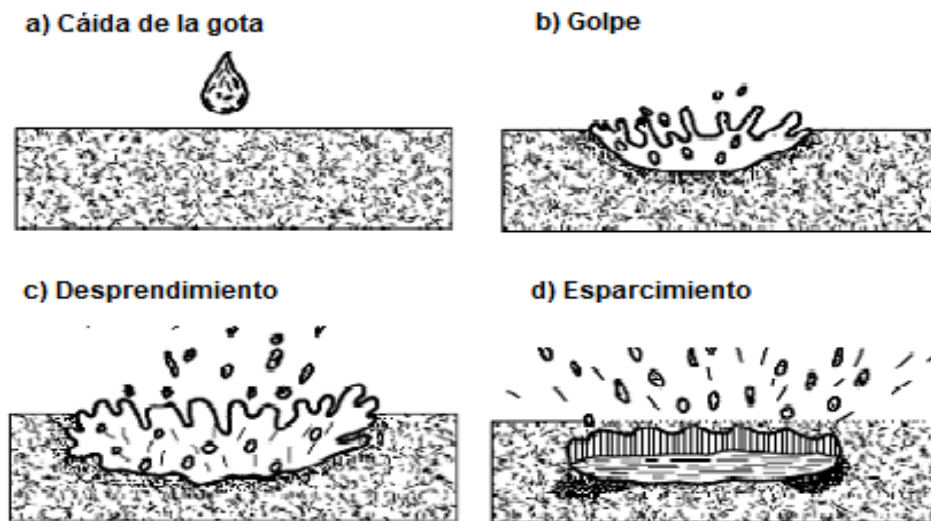 a) Cáida de la gota
b) Golpe
c) Desprendimiento
d) Esparcimiento